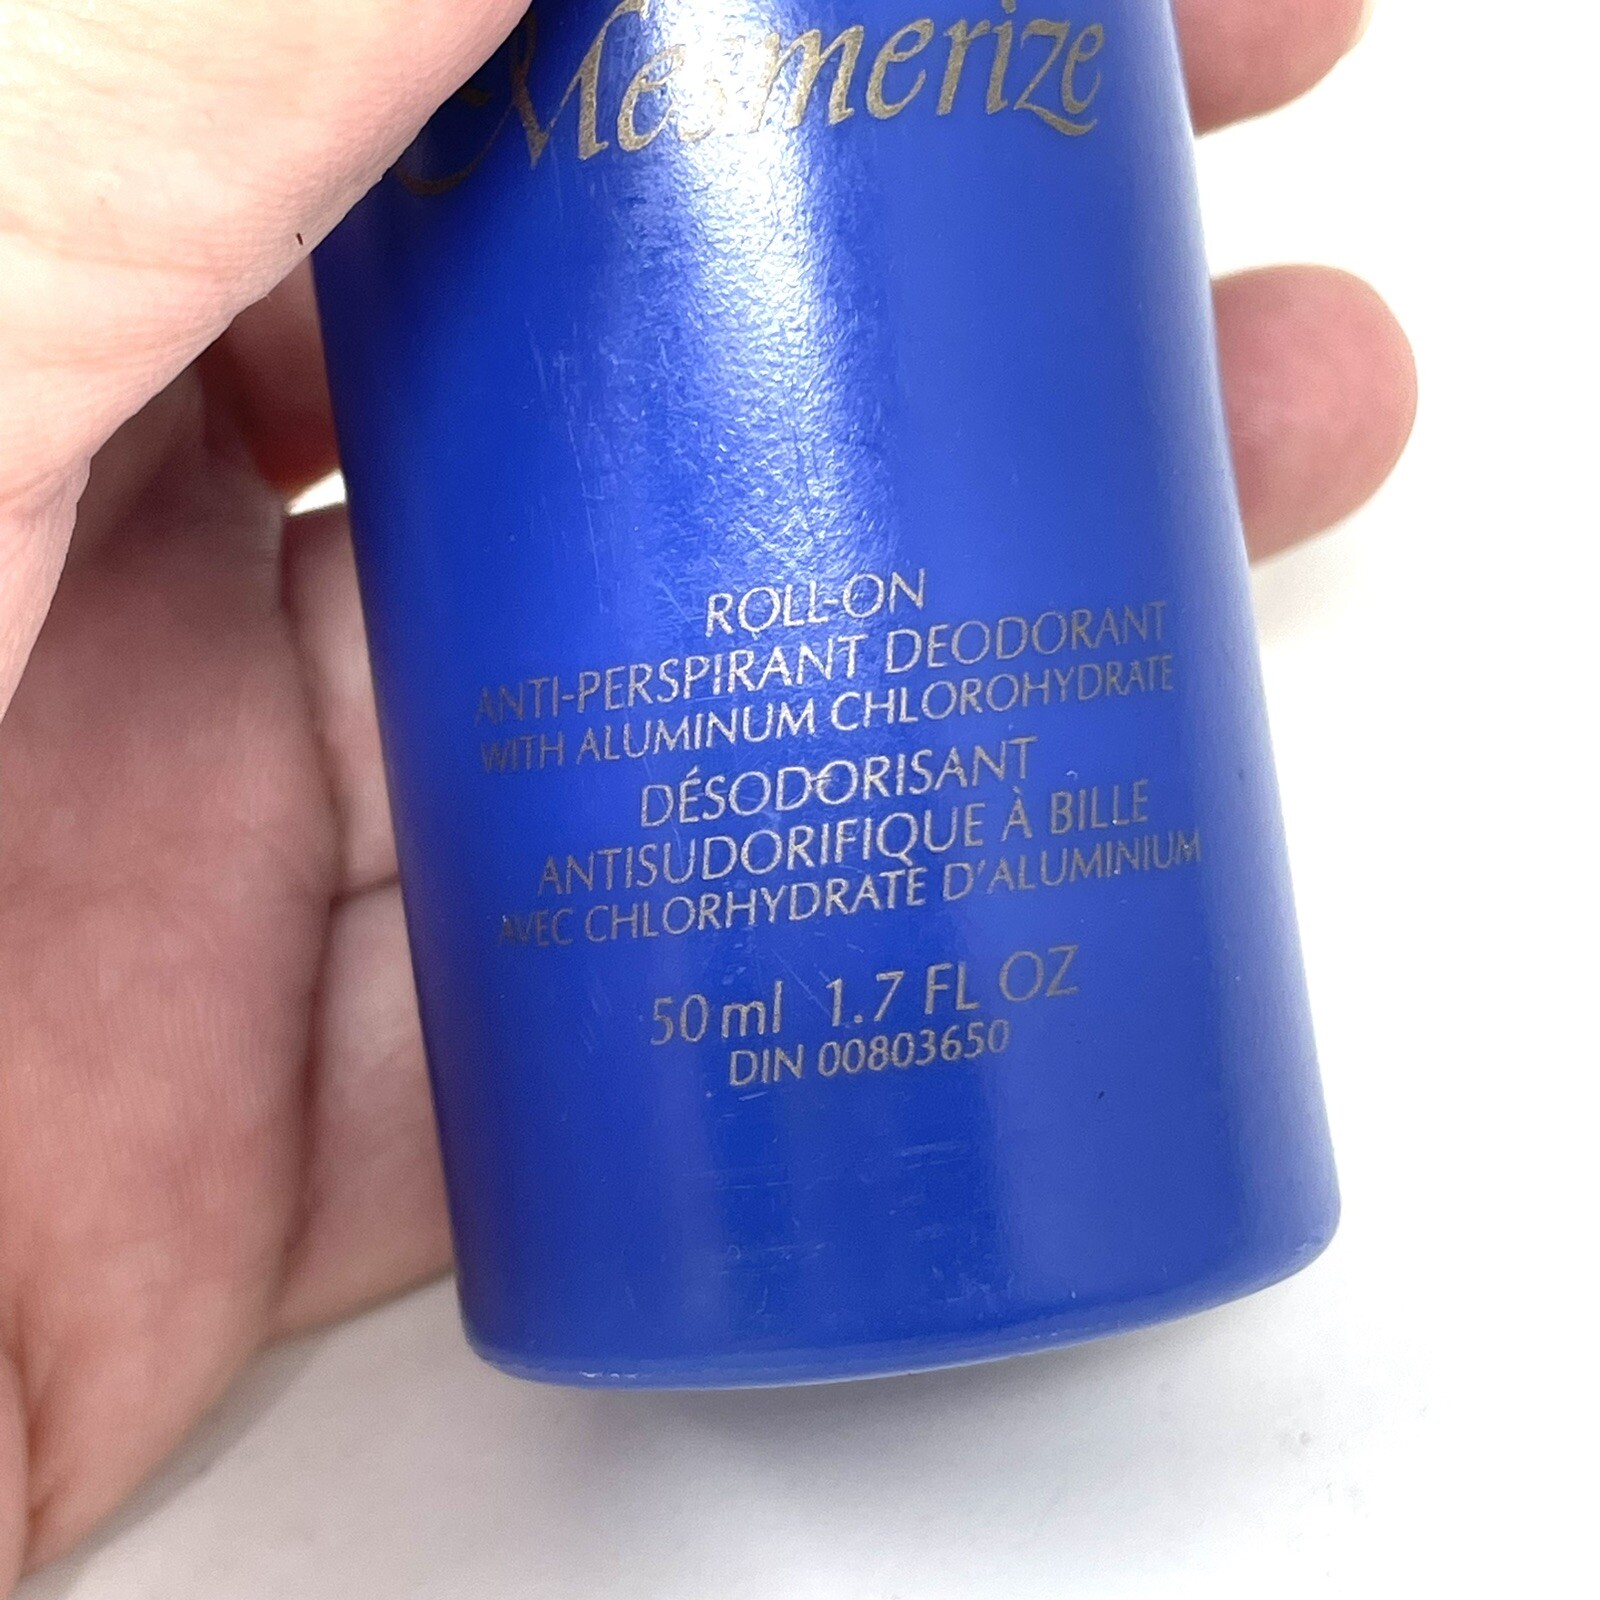 Mesmerize
ROLL-ON
ANTI-PERSPIRANT DEODORANT
WITH ALUMINUM CHLOROHYDRATE
DÉSODORISANT
ANTISUDORIFIQUE À BILLE
AVEC CHLORHYDRATE D'ALUMINIUM
50 ml 1.7 FL OZ
DIN 00803650